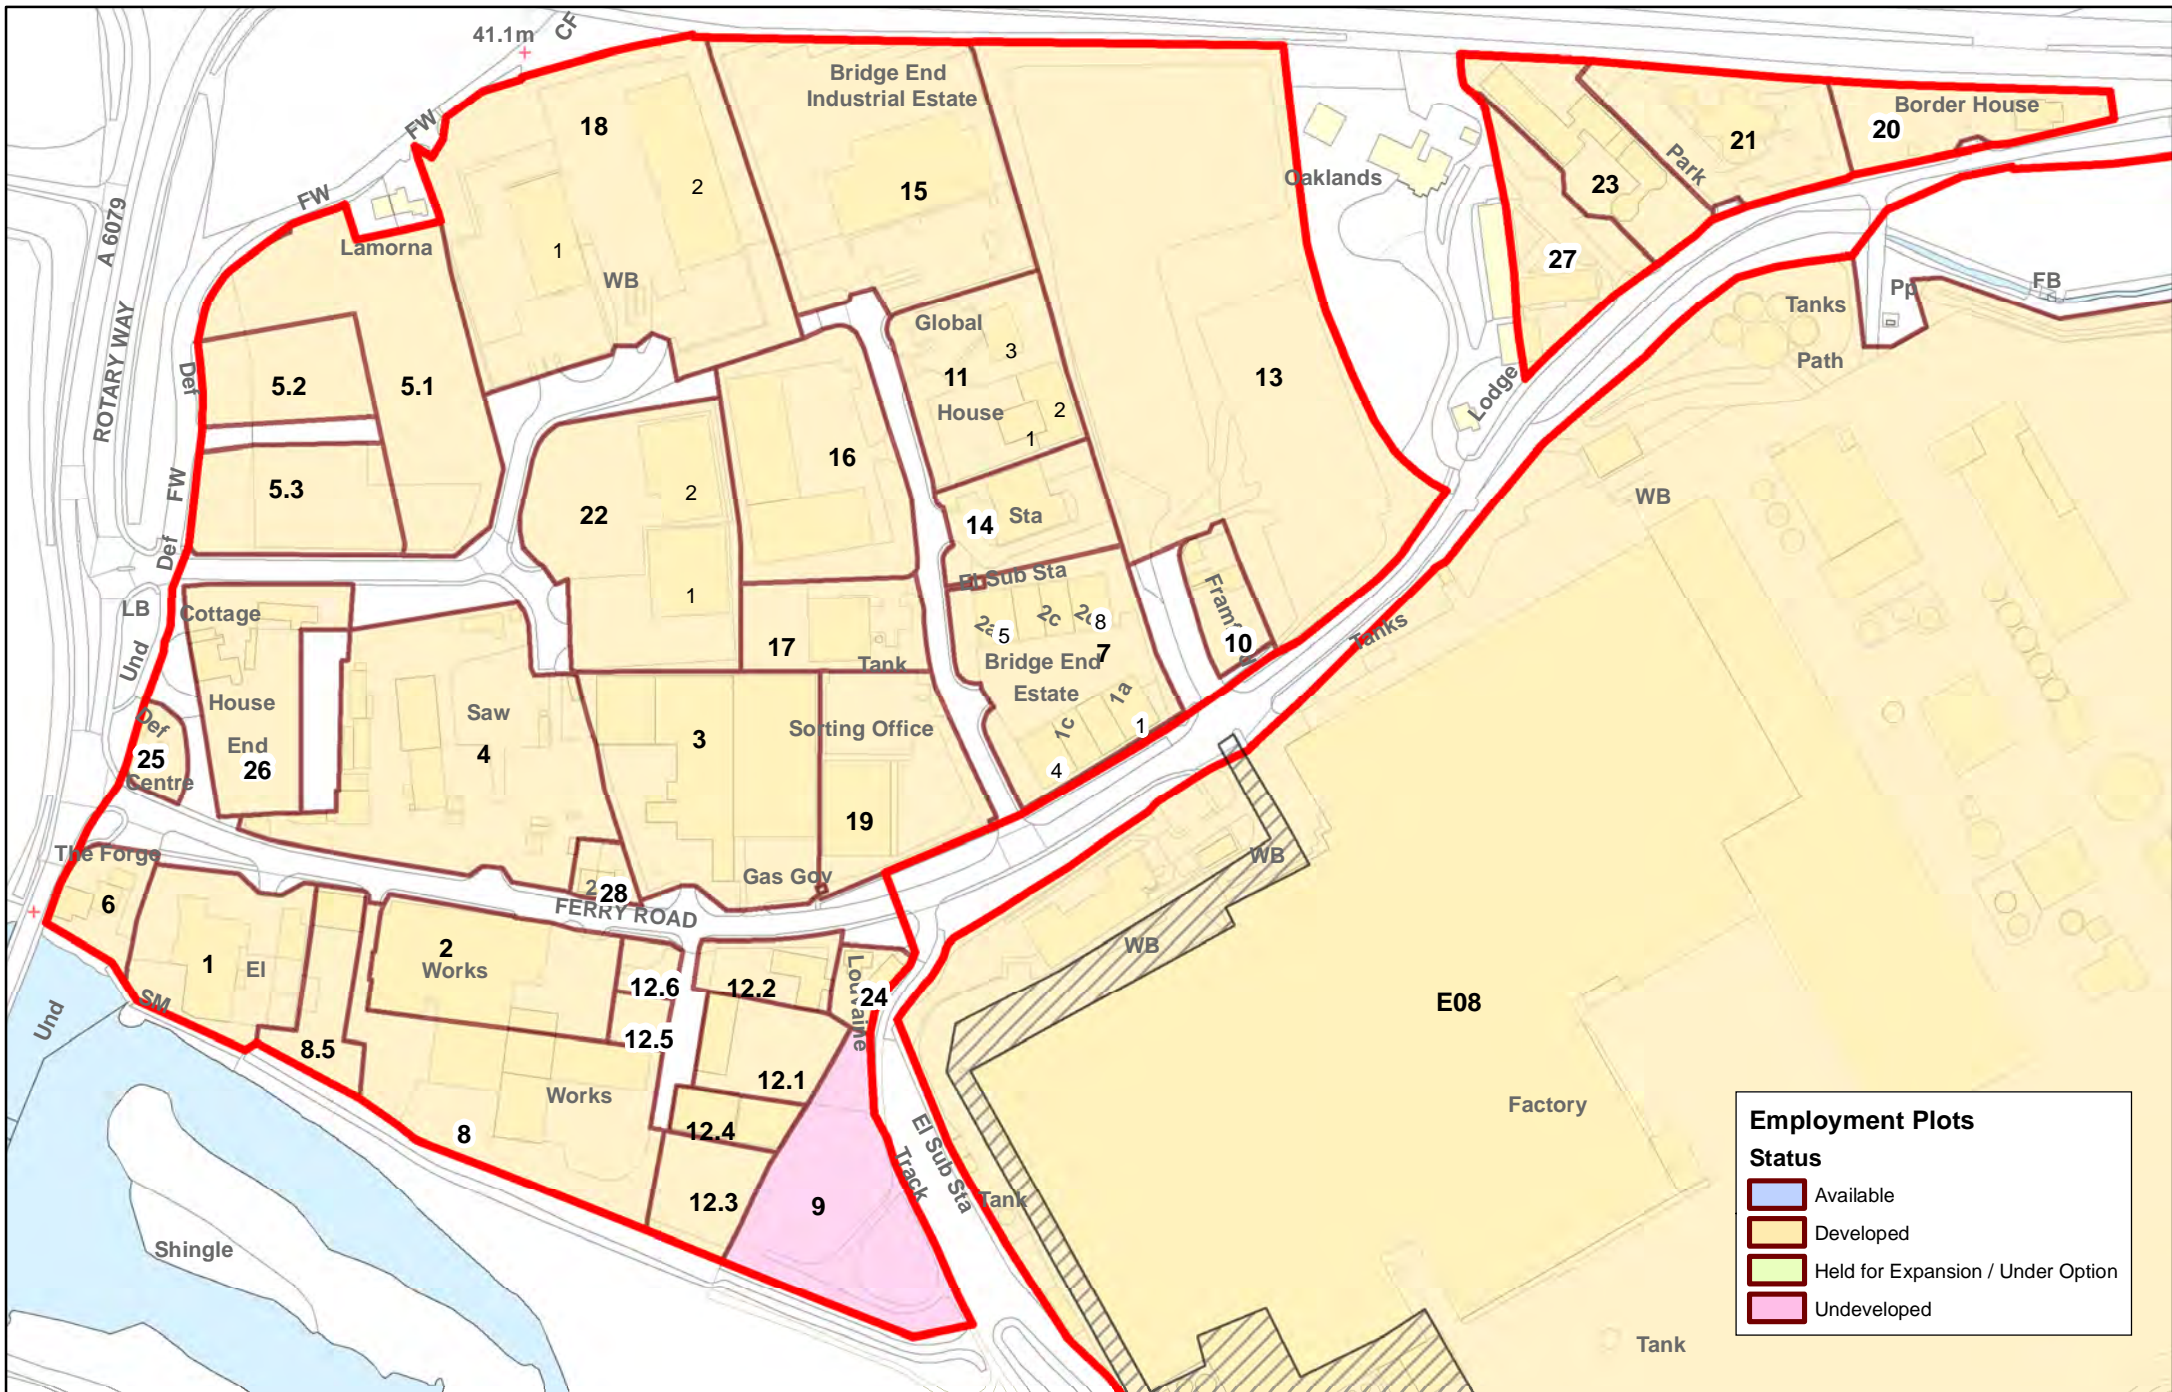 41.1m
CF
Bridge End
Industrial Estate
Border House
18
20
FW
21
Park
2
15
23
Oaklands
FW
A 6079
Lamorna
1
WB
27
FB
Pp
Tanks
Global
3
Path
ROTARY WAY
Def
5.2
5.1
11
13
House
2
1
Lodge
16
FW
5.3
2
WB
22
14
Sta
Def
El Sub Sta
1
LB
Cottage
2c
8
5
Framf
Tanks
10
Und
17
Tank
7
Bridge End
Estate
House
Saw
1a
Def
Sorting Office
1c
1
End
3
4
25
26
Centre
4
19
The Forge
WB
Gas Gov
28
6
FERRY ROAD
2
Works
WB
1
El
12.6
12.2
Louvaine
24
SM
E08
Und
8.5
12.5
12.1
Works
Factory
8
12.4
El Sub Sta
Track
12.3
9
Tank
Shingle
Tank
Employment Plots
Status
Available
Developed
Held for Expansion / Under Option
Undeveloped